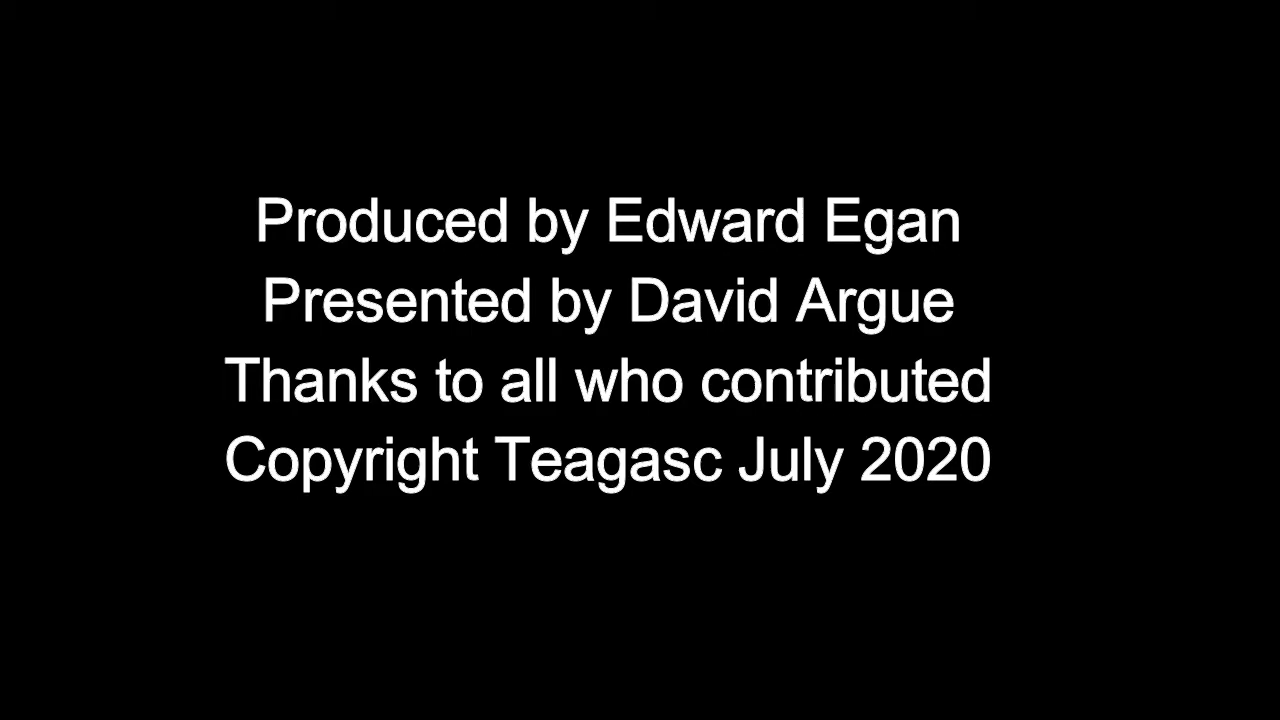 Produced by Edward Egan
Presented by David Argue
Thanks to all who contributed
Copyright Teagasc July 2020